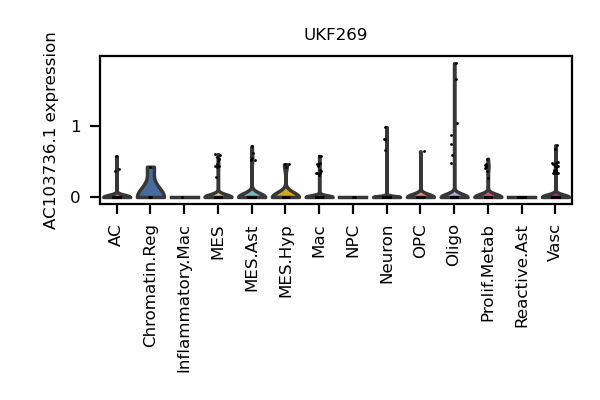 UKF269
AC103736.1 expression
1
0
AC
Chromatin.Reg
Inflammatory.Mac
MES
MES.Ast
MES.Hyp
Mac
NPC
Neuron
OPC
Oligo
Prolif.Metab
Reactive.Ast
Vasc